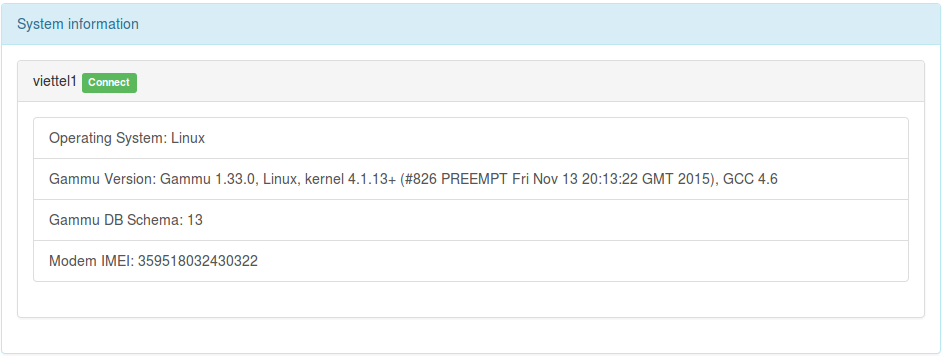 System information
viettel1 Connect
Operating System: Linux
Gammu Version: Gammu 1.33.0, Linux, kernel 4.1.13+ (#826 PREEMPT Fri Nov 13 20:13:22 GMT 2015), GCC 4.6
Gammu DB Schema: 13
Modem IMEI: 359518032430322